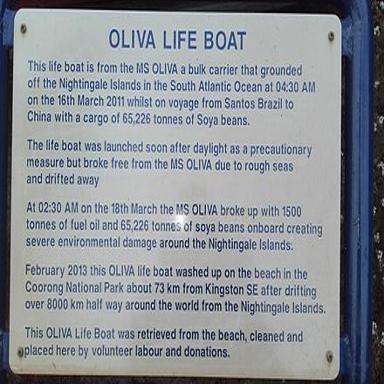 OLIVA LIFE BOAT
This life boat is from the MS OLIVA a bulk carrier that grounded
off the Nightingale Islands in the South Atlantic Ocean at 04:30 AM
on the 16th March 2011 whilst on voyage from Santos Brazil to
China with a cargo of 65,226 tonnes of Soya beans.
The life boat was launched soon after daylight as a precautionary
measure but broke free from the MS OLIVA due to rough seas
and drifted away
At 02:30 AM on the 18th March the MS OLIVA broke up with 1500
tonnes of fuel oil and 65,226 tonnes of soya beans onboard creating
severe environmental damage around the Nightingale Islands.
February 2013 this OLIVA life boat washed up on the beach in the
Coorong National Park about 73 km from Kingston SE after drifting
over 8000 km half way around the world from the Nightingale Islands.
This OLIVA Life Boat was retrieved from the beach, cleaned and
placed here by volunteer labour and donations.